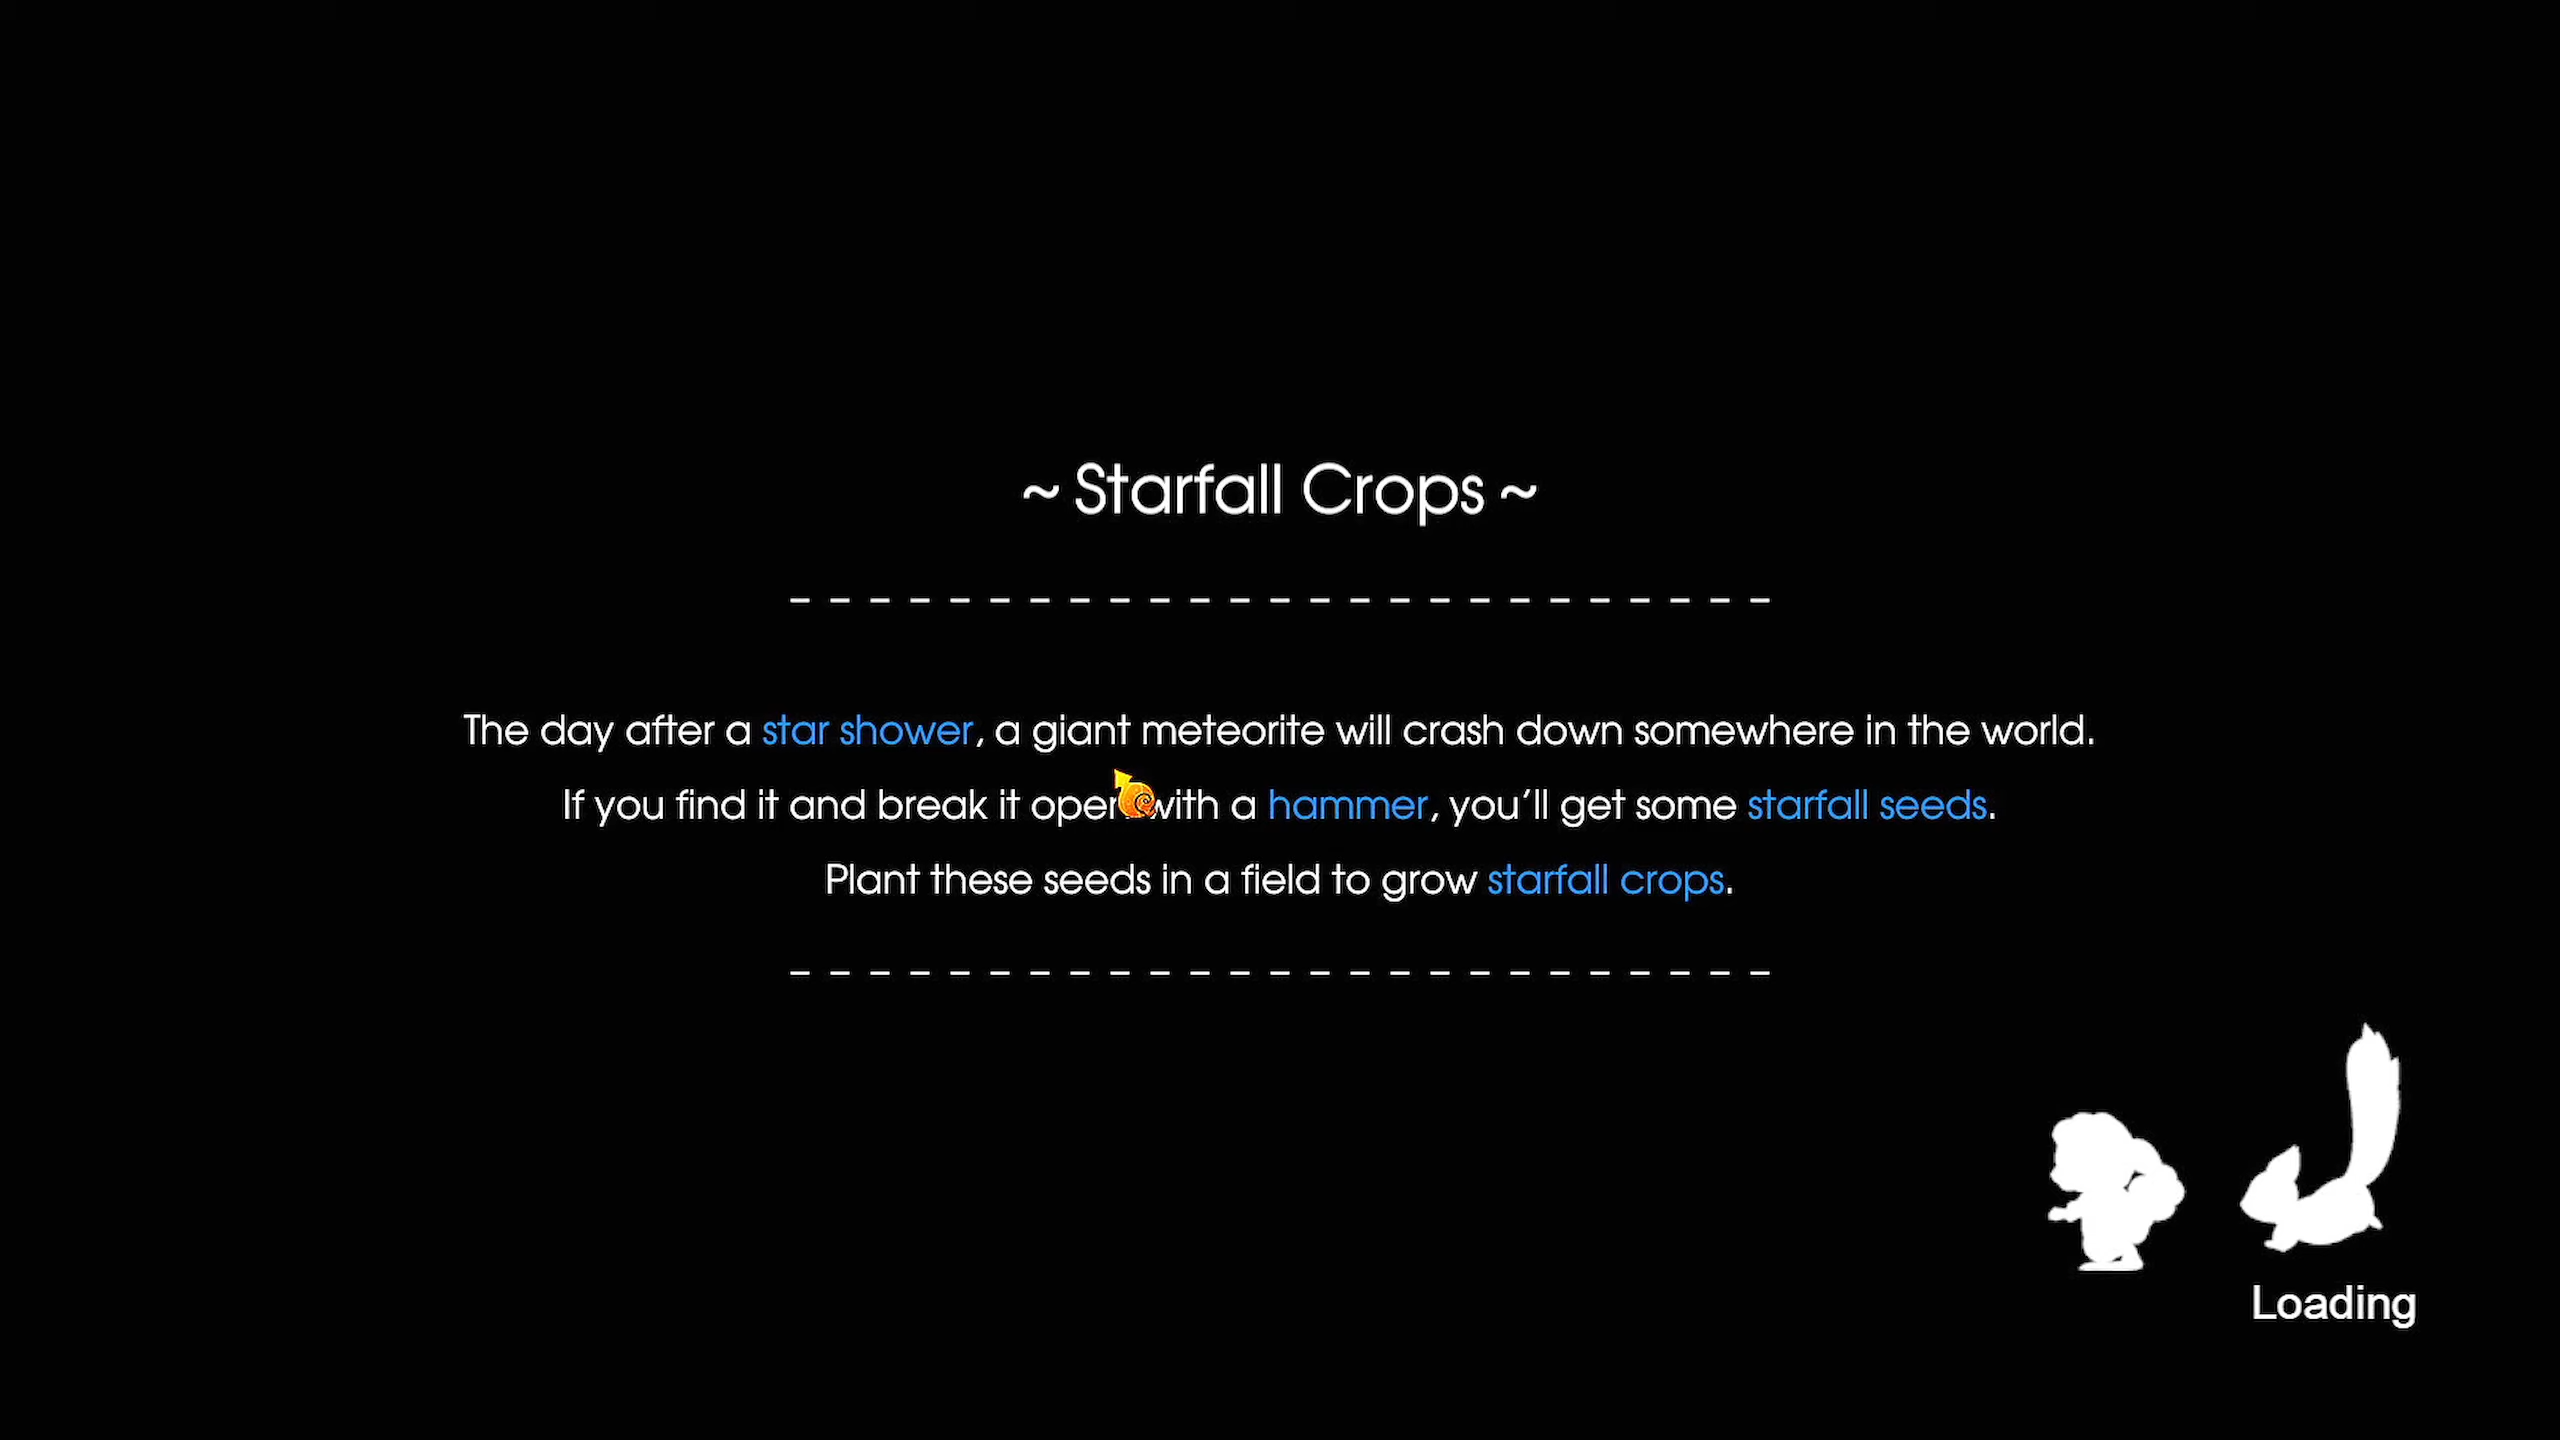 ~ Starfall Crops ~
The day after a star shower, a giant meteorite will crash down somewhere in the world.
If you find it and break it open with a hammer, you’ll get some starfall seeds.
Plant these seeds in a field to grow starfall crops.
Loading